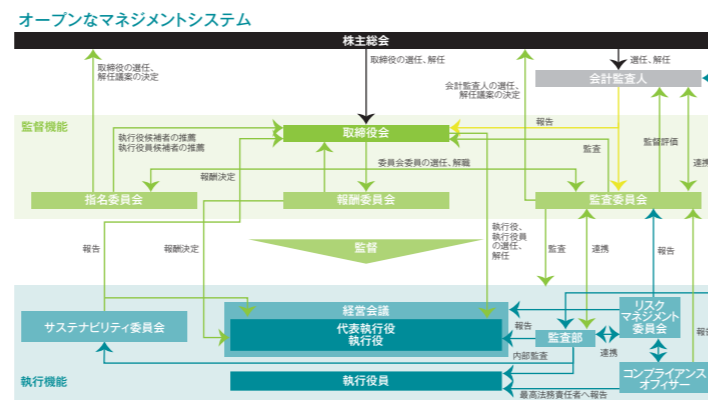 オープンなマネジメントシステム
株主総会
取締役の選任、
解任議案の決定
取締役の選任、解任
選任、解任
会計監査人の選任、
解任議案の決定
会計監査人
監督機能
執行役候補者の推薦
執行役員候補者の推薦
取締役会
報告
監査
監督評価
連携
委員会委員の選任、解職
報酬決定
指名委員会
報酬委員会
監査委員会
報告
報酬決定
監督
執行役、
執行役員
の選任、
解任
監査
連携
報告
サステナビリティ委員会
経営会議
代表執行役
執行役
報告
監査部
リスク
マネジメント
委員会
報告
内部監査
連携
執行機能
執行役員
コンプライアンス
オフィサー
最高法務責任者へ報告